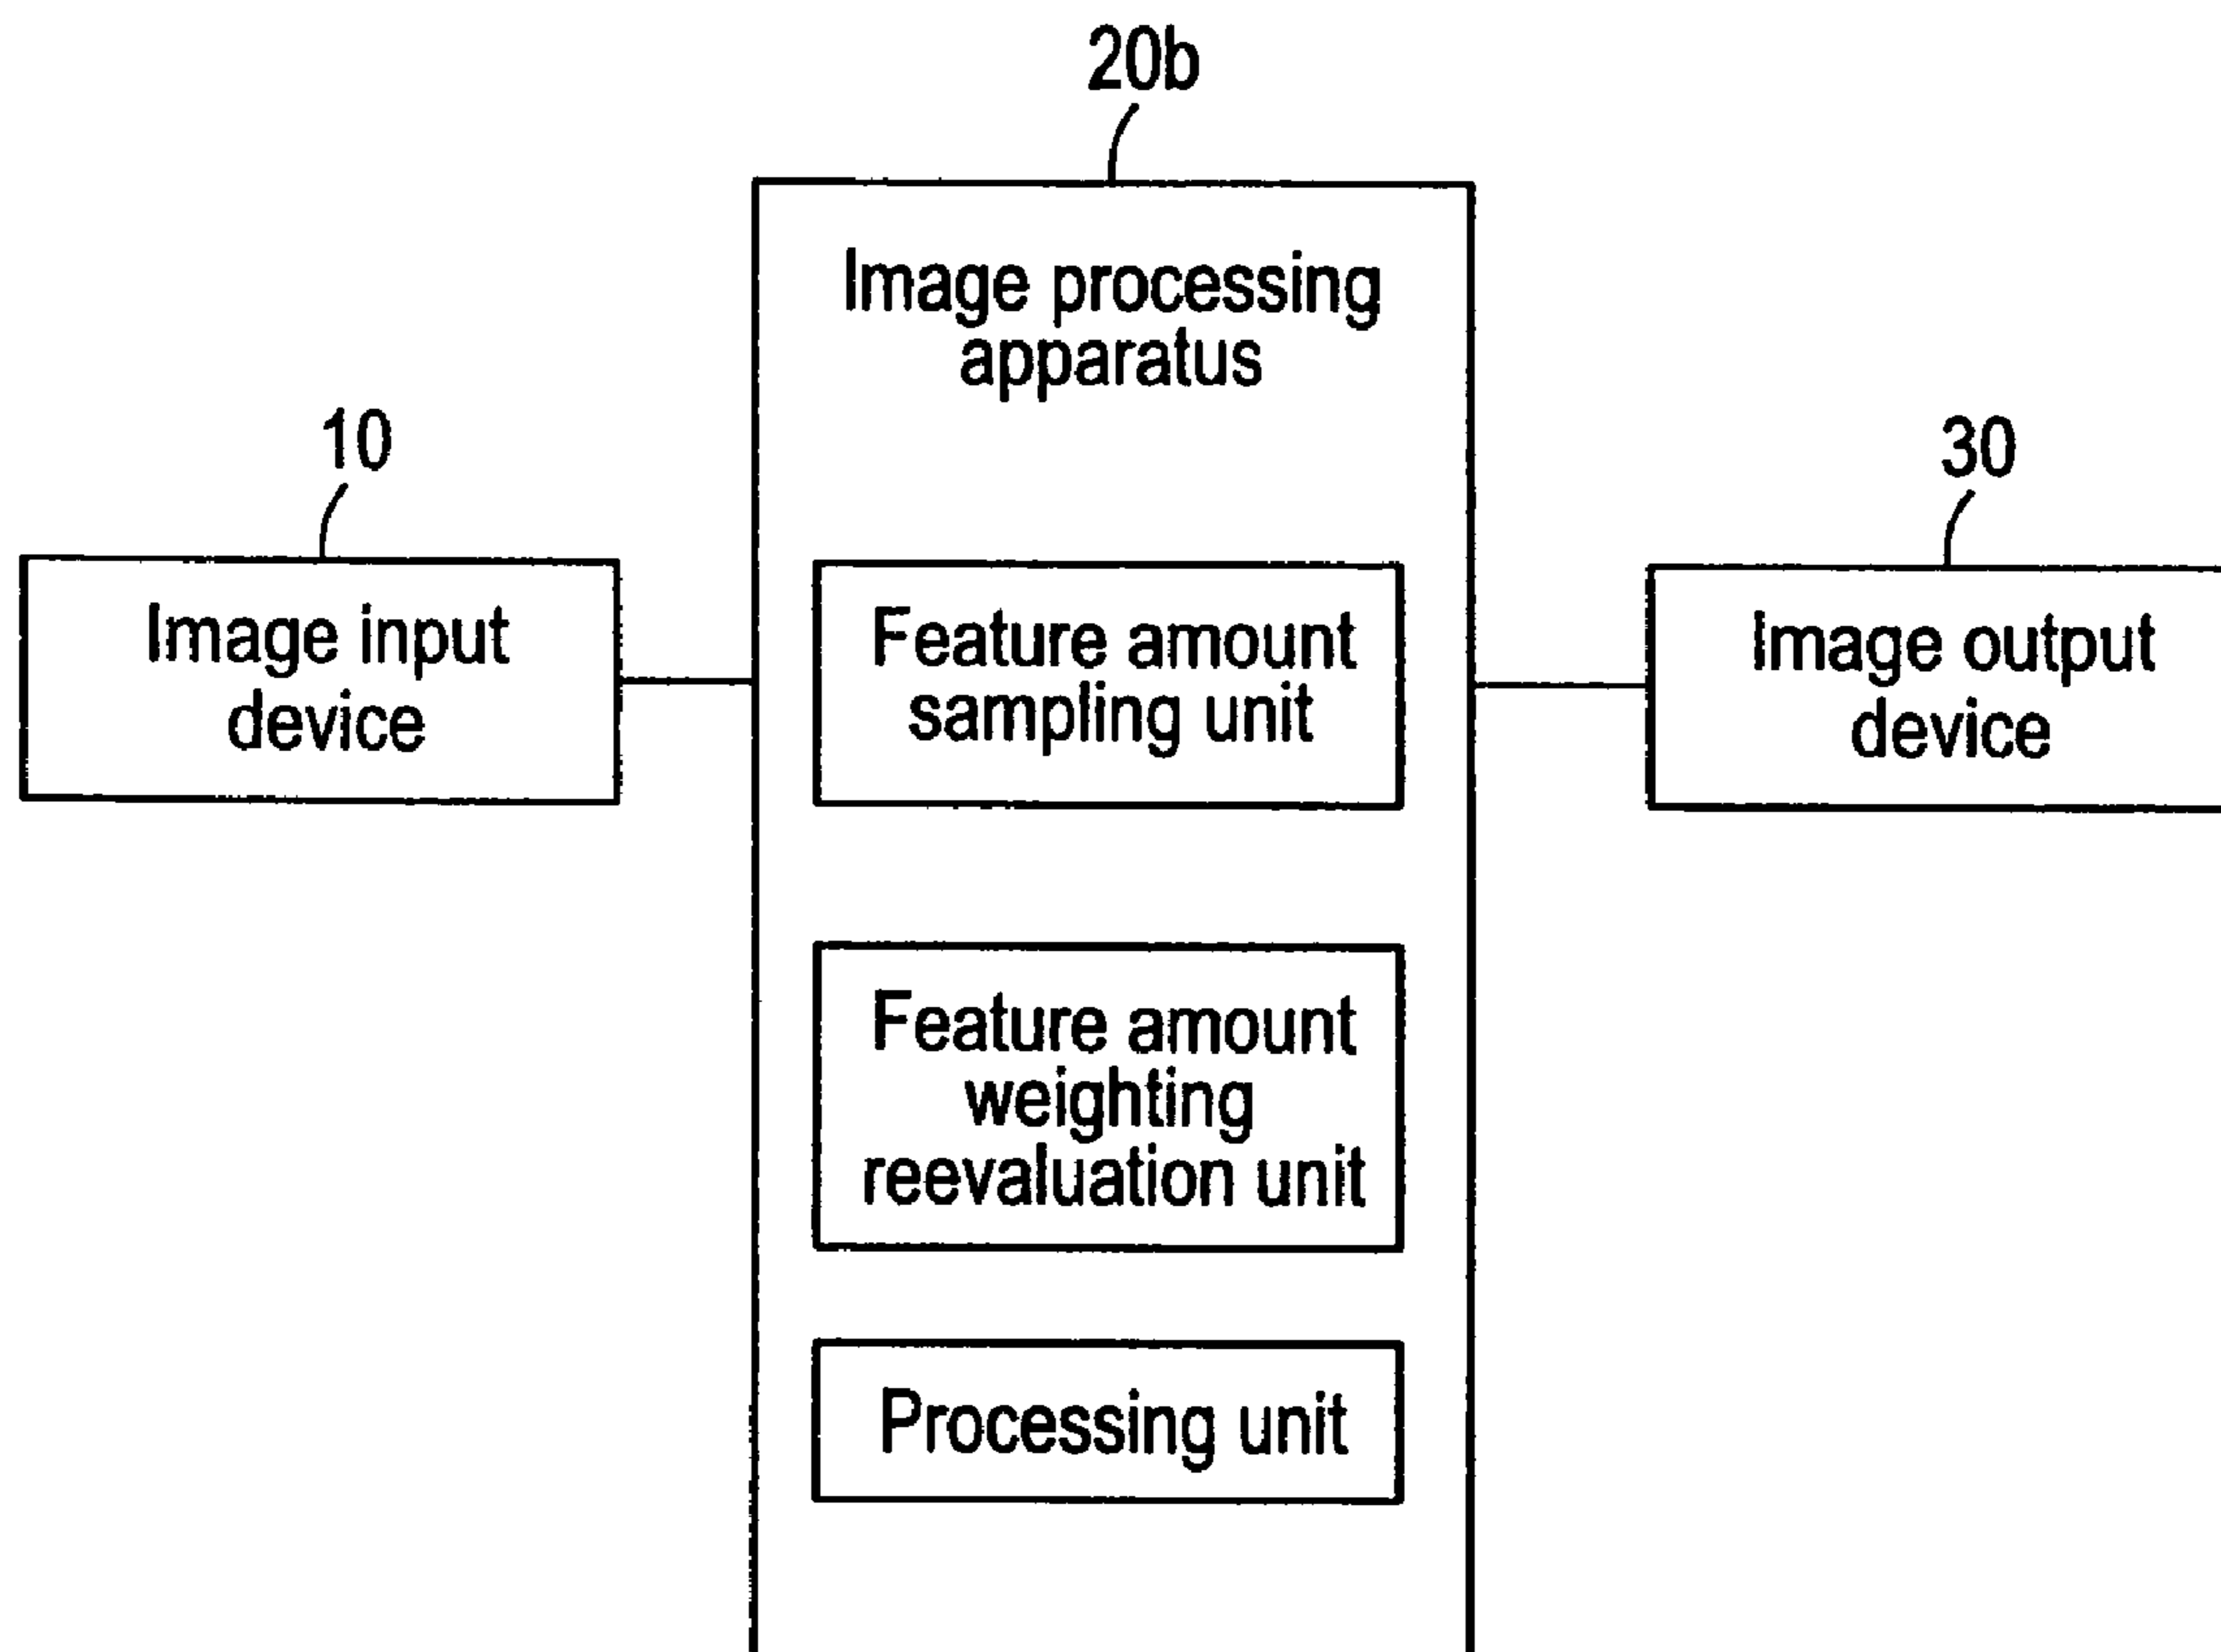 20b
Image processing
apparatus
10
Image input
device
30
Image output
device
Feature amount
sampling unit
Feature amount
weighting
reevaluation unit
Processing unit